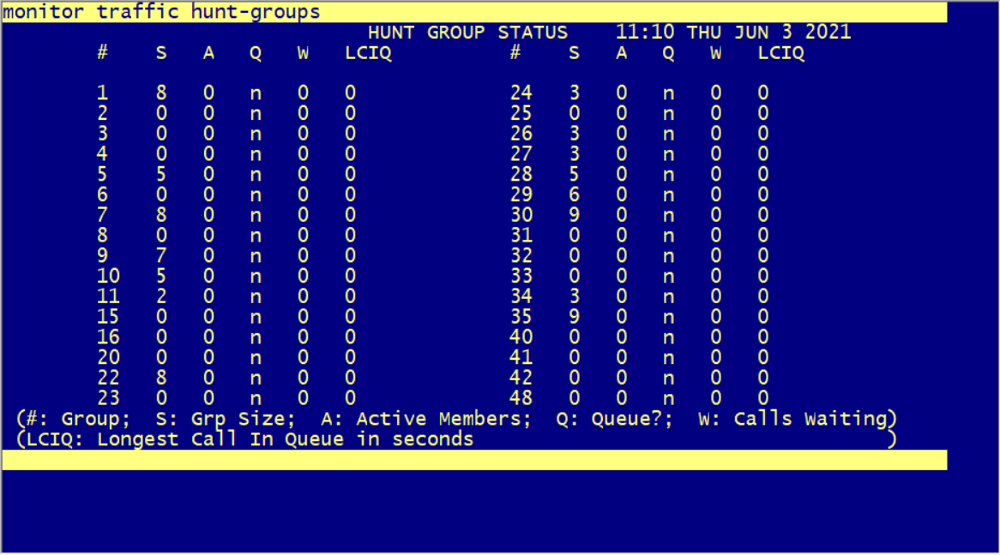 monitor traffic hunt-groups
HUNT GROUP STATUS 11:10 THU JUN 3 2021
# S A Q W LCIQ # S A Q W LCIQ
1 8 0 n 0 0 24 3 0 n 0 0
2 0 0 n 0 0 25 0 0 n 0 0
3 0 0 n 0 0 26 3 0 n 0 0
4 0 0 n 0 0 27 3 0 n 0 0
5 5 0 n 0 0 28 5 0 n 0 0
6 0 0 n 0 0 29 6 0 n 0 0
7 8 0 n 0 0 30 9 0 n 0 0
8 0 0 n 0 0 31 0 0 n 0 0
9 7 0 n 0 0 32 0 0 n 0 0
10 5 0 n 0 0 33 0 0 n 0 0
11 2 0 n 0 0 34 3 0 n 0 0
15 0 0 n 0 0 35 9 0 n 0 0
16 0 0 n 0 0 40 0 0 n 0 0
20 0 0 n 0 0 41 0 0 n 0 0
22 8 0 n 0 0 42 0 0 n 0 0
23 0 0 n 0 0 48 0 0 n 0 0
(#: Group; S: Grp Size; A: Active Members; Q: Queue?; W: Calls Waiting)
(LCIQ: Longest Call In Queue in seconds )